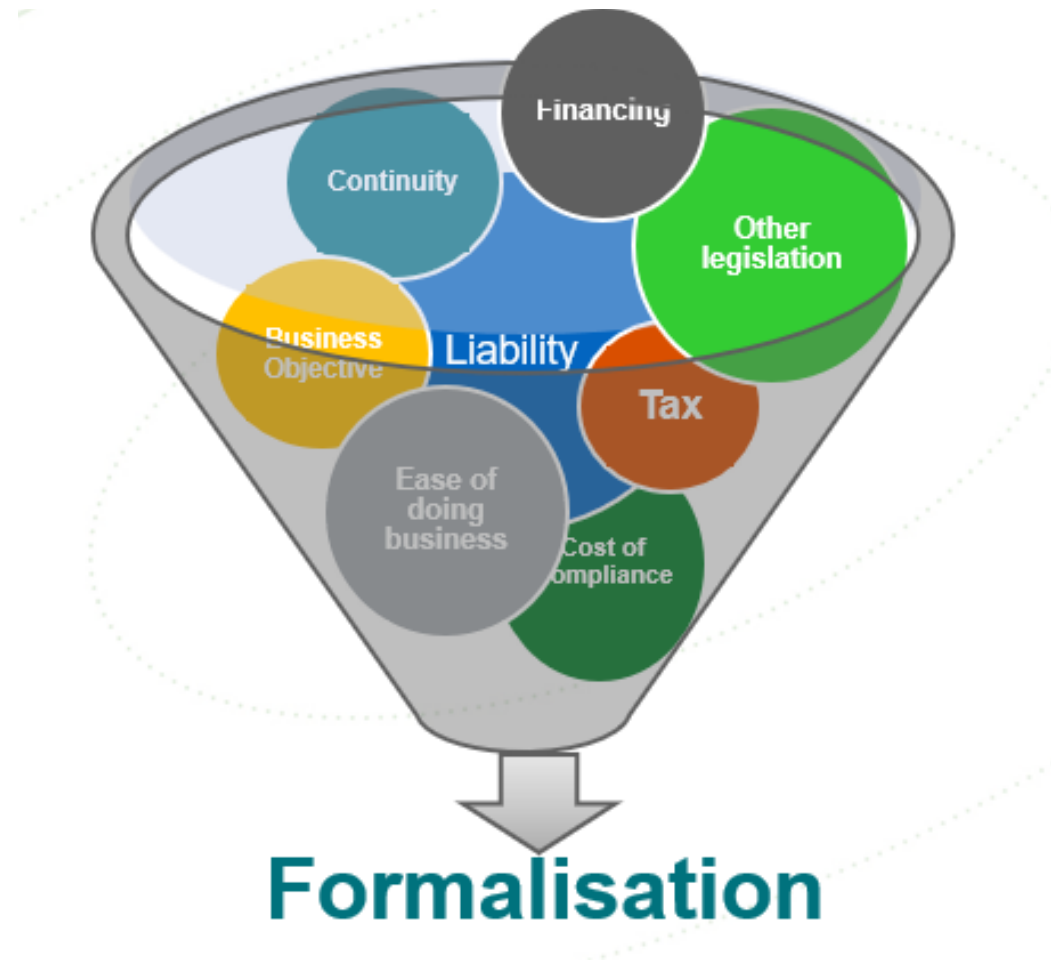 Financing
Continuity
Other
legislation
Business
Objective
Liability
Tax
Ease of
doing
business
Cost of
ompliance
Formalisation